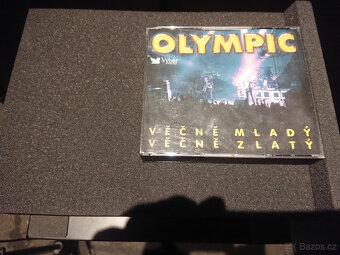 OLYMPIC
Výběr
VĚČNĚ MLADÝ
VĚČNĚ ZLATÝ
Bazos.cz